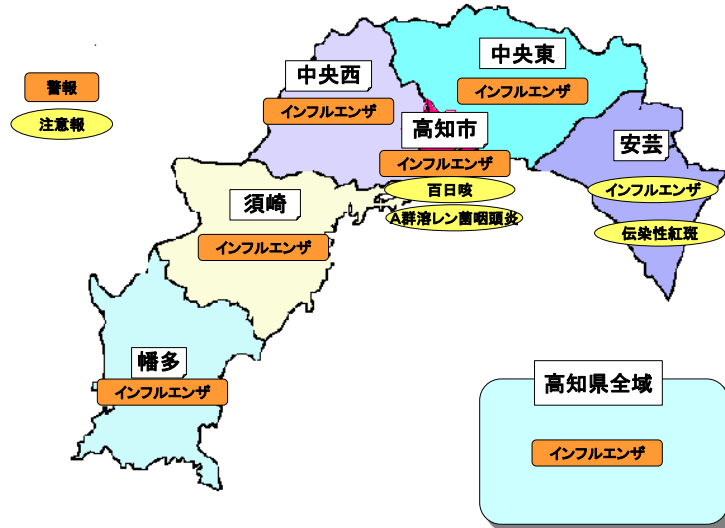 警報
注意報
中央西
インフルエンザ
中央東
インフルエンザ
高知市
インフルエンザ
百日咳
A群溶レン菌咽頭炎
安芸
インフルエンザ
伝染性紅斑
須崎
インフルエンザ
幡多
インフルエンザ
高知県全域
インフルエンザ